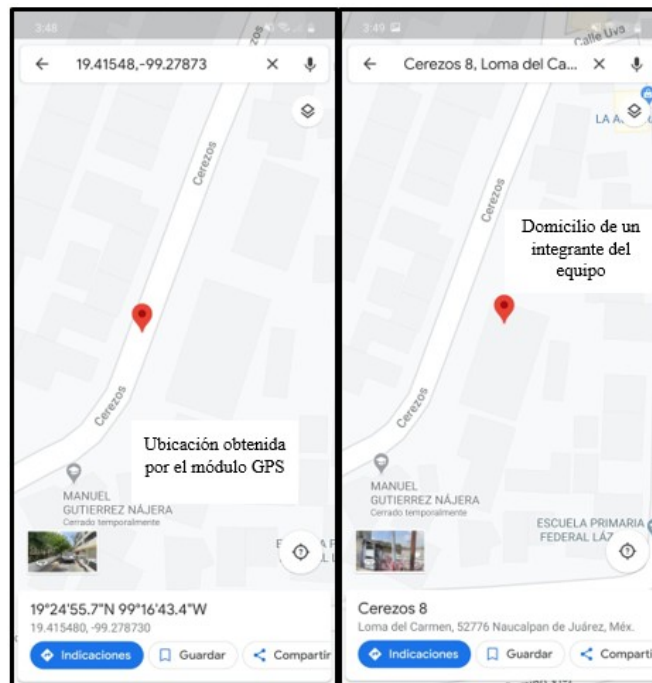 3:48
19.41548,-99.27873
Cerezos
Cerezos
Ubicación obtenida
por el módulo GPS
MANUEL
GUTIERREZ NÁJERA
Cerrado temporalmente
19°24'55.7"N 99°16'43.4"W
19.415480, -99.278730
Indicaciones
Guardar
Compartir
3:49
Calle Uva
Cerezos 8, Loma del Ca...
LA
Cerezos
Domicilio de un
integrante del
equipo
Cerezos
MANUEL
GUTIERREZ NÁJERA
Cerrado temporalmente
ESCUELA PRIMARIA
FEDERAL LÁZ
Cerezos 8
Loma del Carmen, 52776 Naucalpan de Juárez, Méx.
Indicaciones
Guardar
Comparti